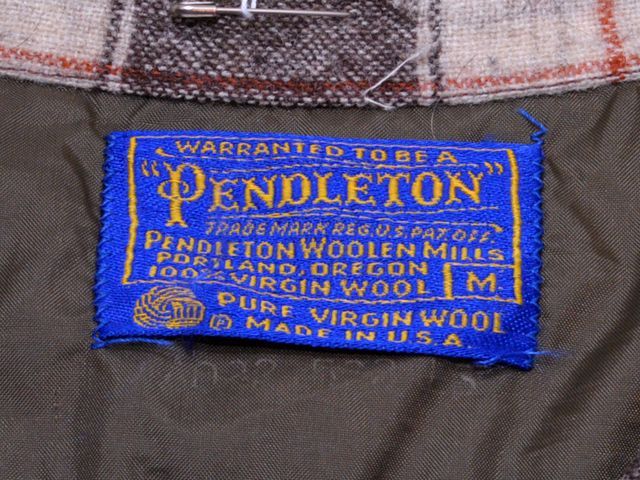 WARRANTED TO BE A
"PENDLETON"
TRADE MARK REG. U.S. PAT. OFF.
PENDLETON WOOLEN MILLS
PORTLAND, OREGON
100% VIRGIN WOOL M
PURE VIRGIN WOOL
MADE IN U.S.A.